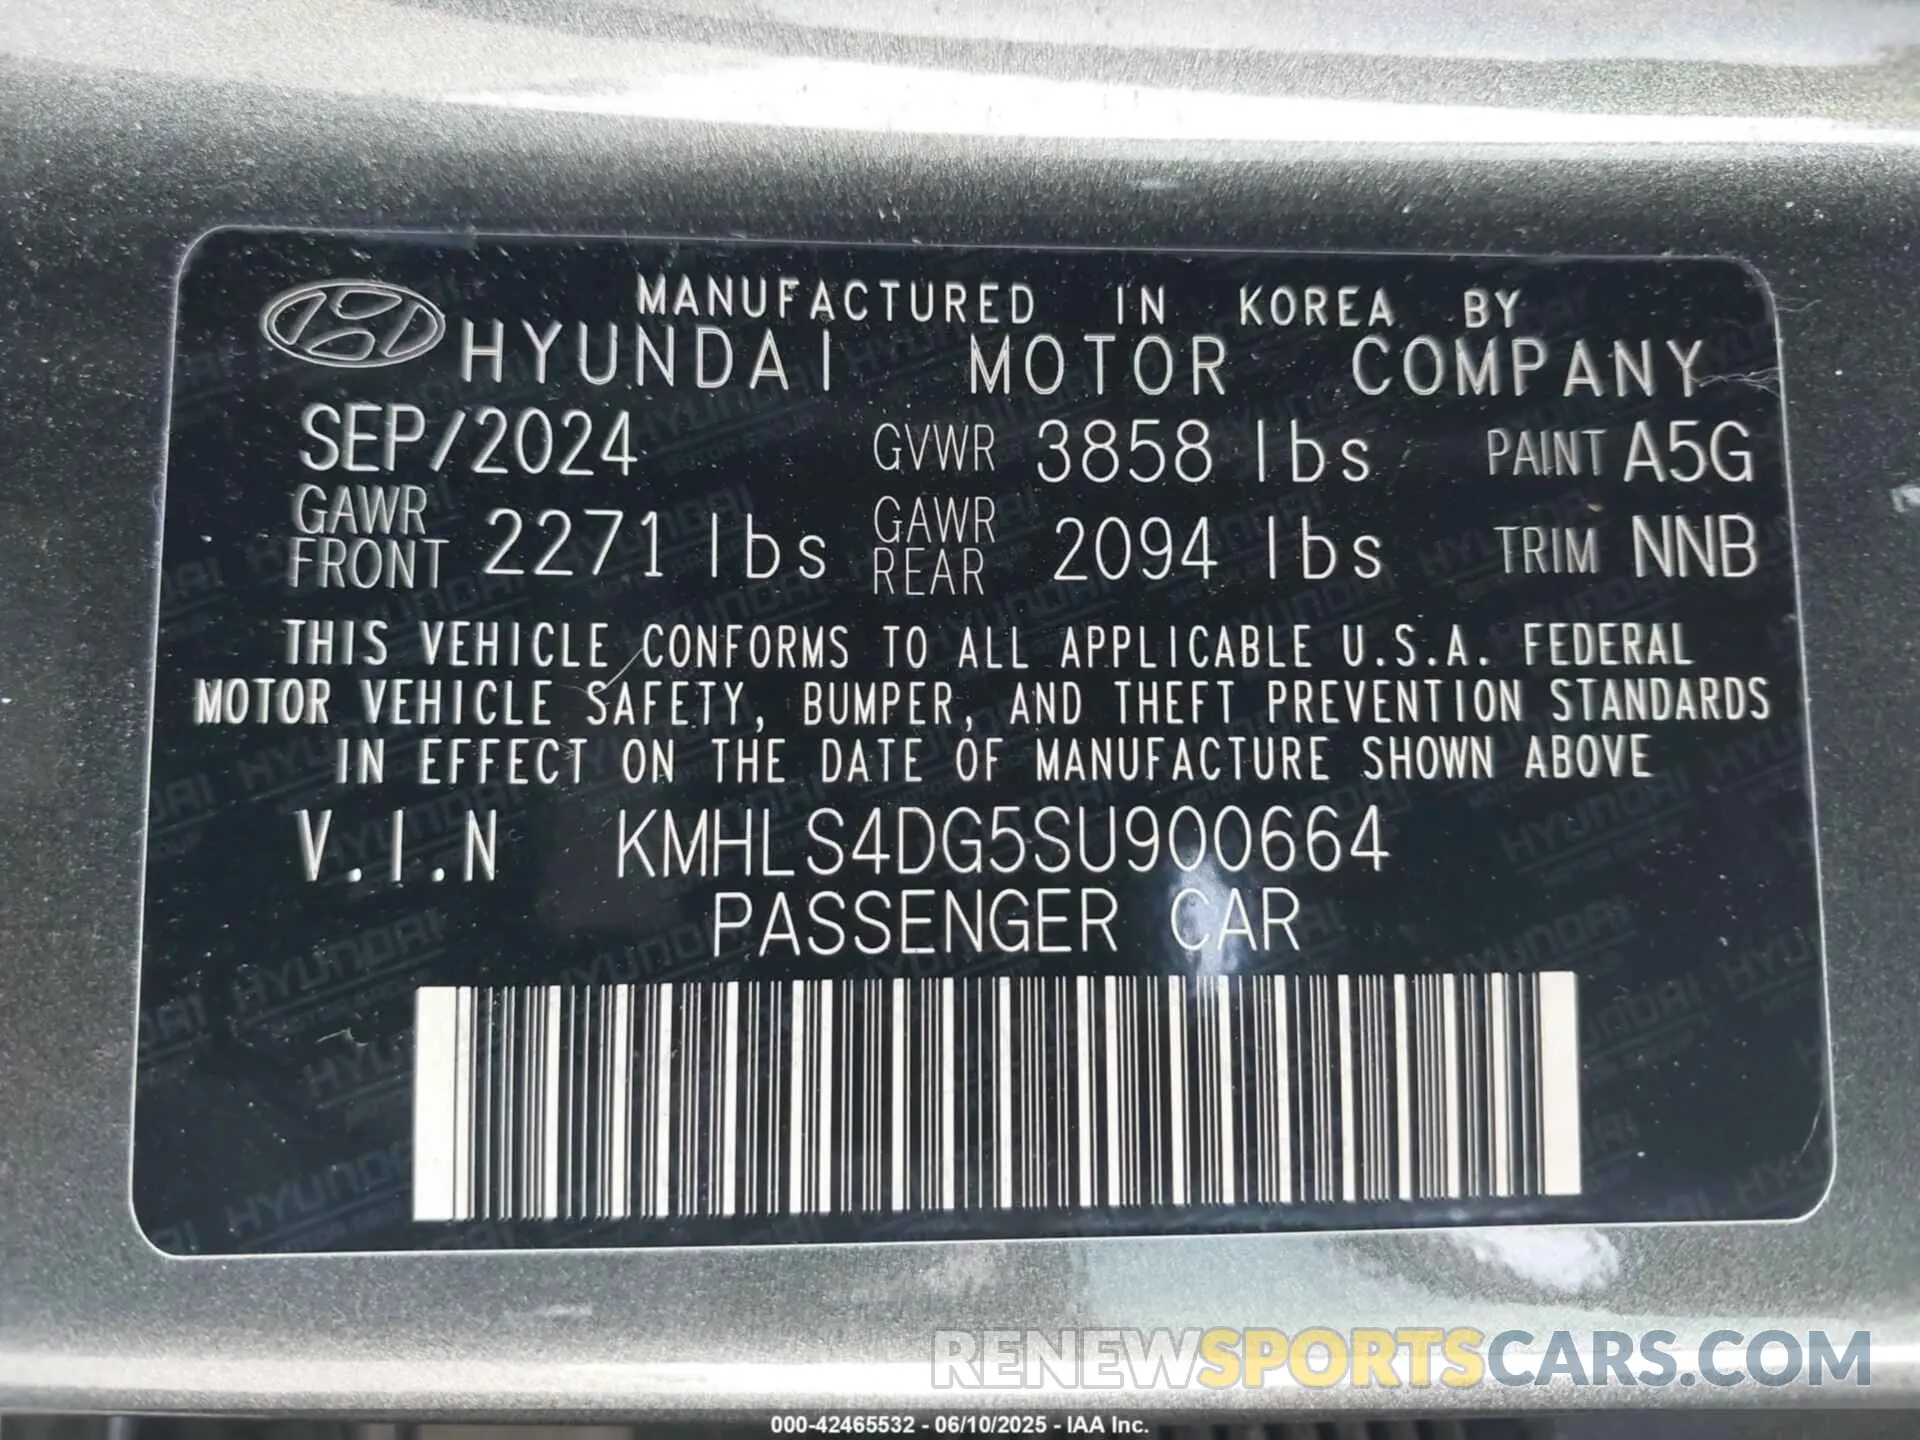 MANUFACTURED IN KOREA BY
HYUNDAI MOTOR COMPANY
SEP/2024 GVWR 3858 lbs PAINT A5G
GAWR FRONT 2271 lbs GAWR REAR 2094 lbs TRIM NNB
THIS VEHICLE CONFORMS TO ALL APPLICABLE U.S.A. FEDERAL
MOTOR VEHICLE SAFETY, BUMPER, AND THEFT PREVENTION STANDARDS
IN EFFECT ON THE DATE OF MANUFACTURE SHOWN ABOVE
V.I.N KMHLS4DG5SU900664
PASSENGER CAR
RENEWSPORTSCARS.COM
000-42465532 - 06/10/2025 - IAA Inc.